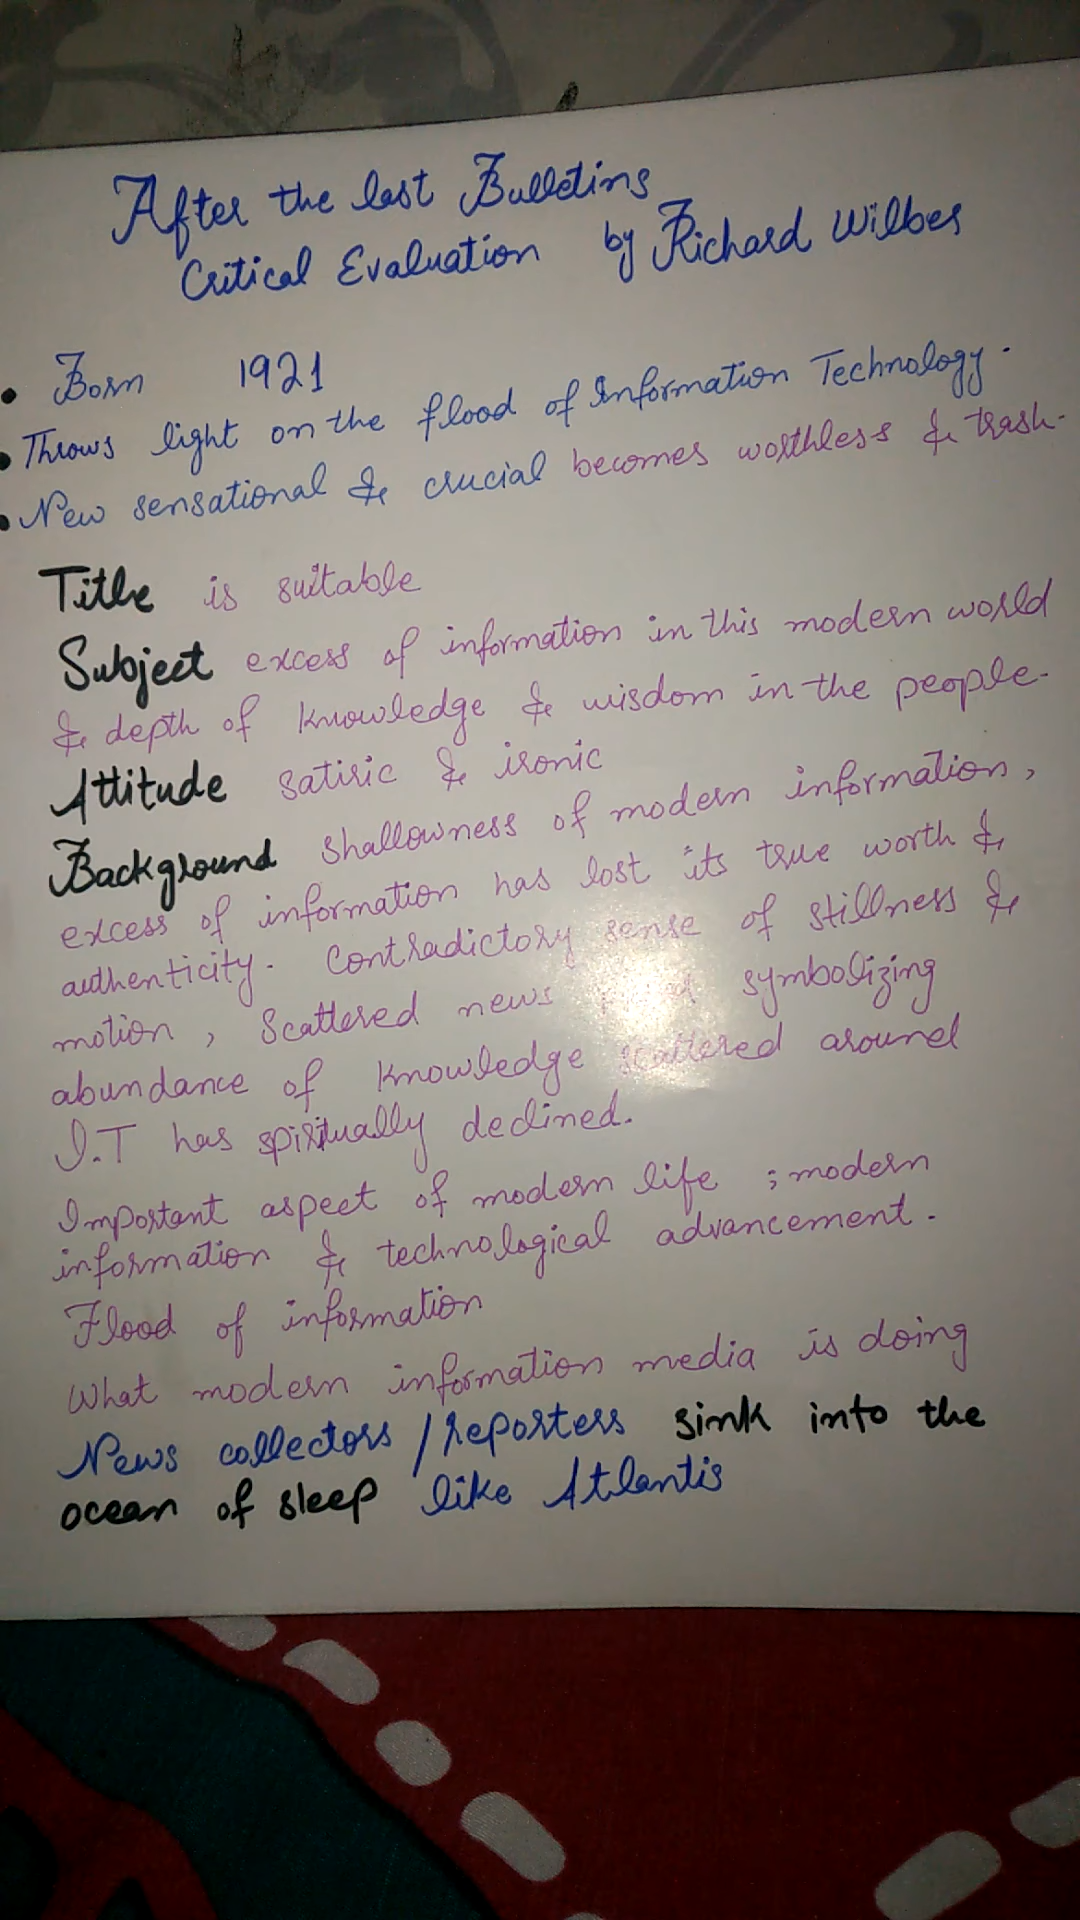 After the last Bulletins
Critical Evaluation by Richard Wilber
• Born 1921
• Throws light on the flood of Information Technology.
• New sensational & crucial becomes worthless & trash.
Title is suitable
Subject excess of information in this modern world
& depth of knowledge & wisdom in the people.
Attitude satiric & ironic
Background shallowness of modern information,
excess of information has lost its true worth &
authenticity. Contradictory sense of stillness &
motion, Scattered news symbolizing
abundance of knowledge scattered around
I.T has spiritually declined.
Important aspect of modern life ; modern
information & technological advancement.
Flood of information
What modern information media is doing
News collectors / reporters sink into the
ocean of sleep like Atlantis